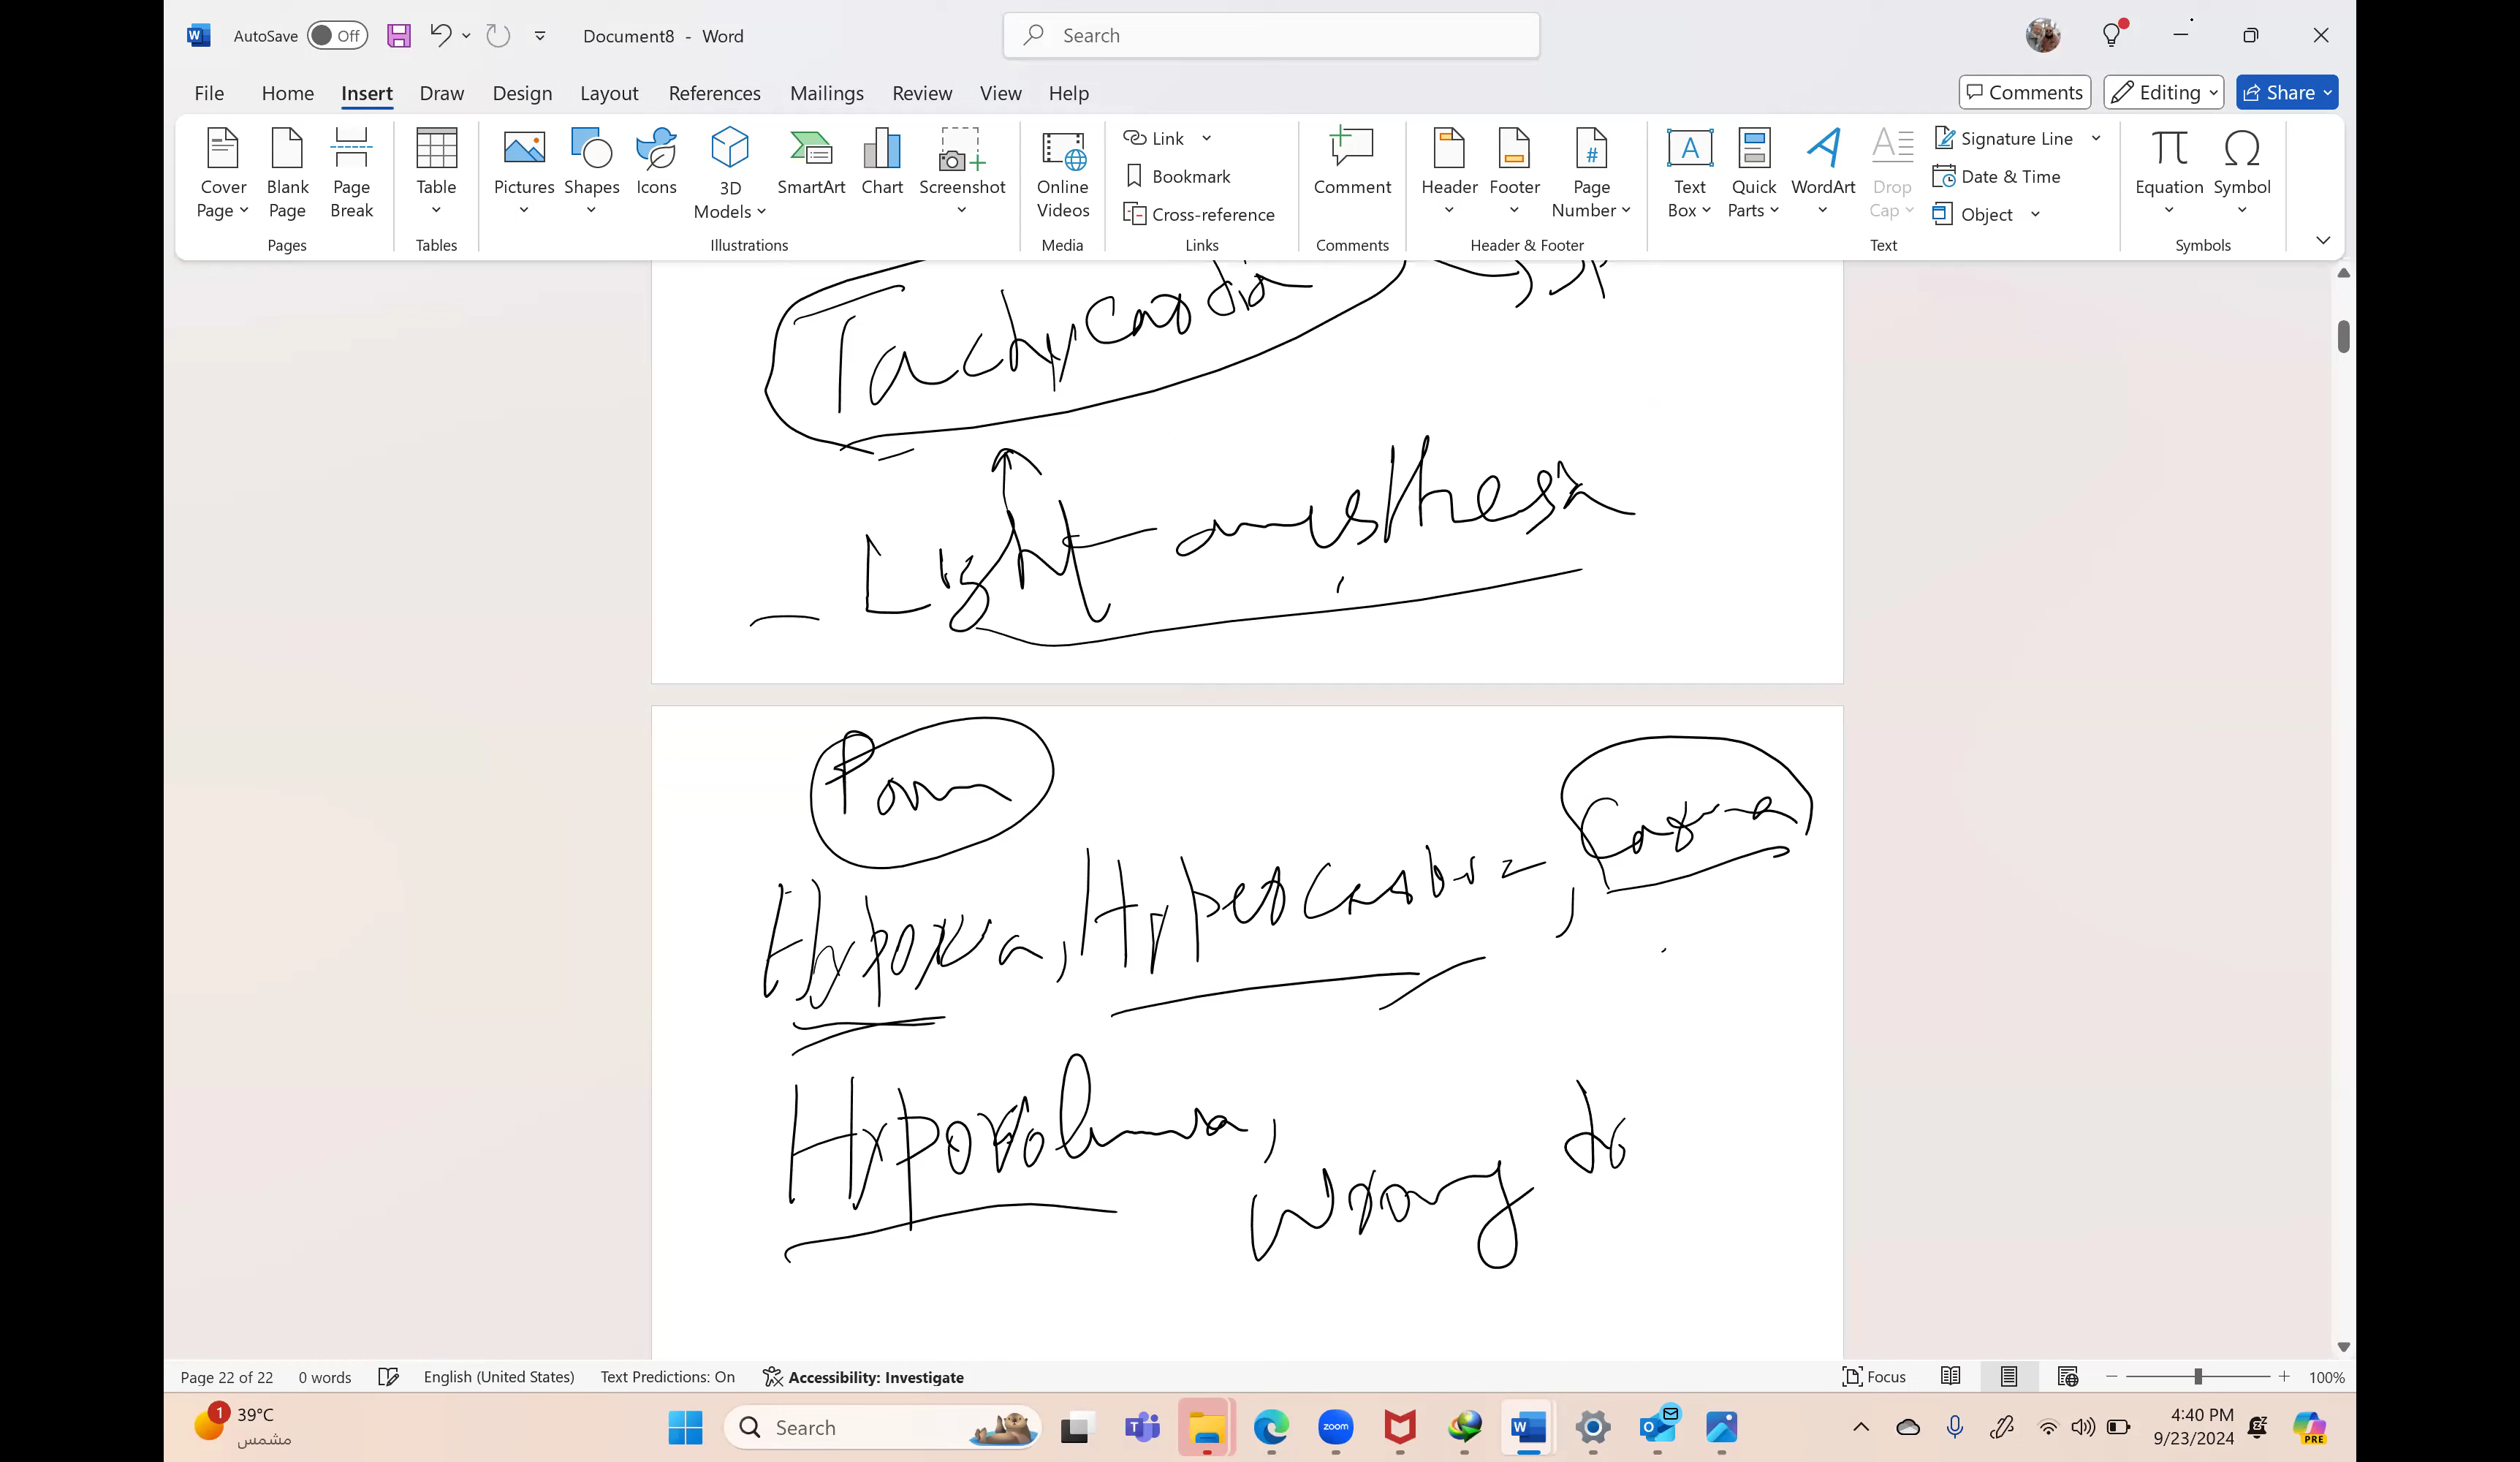 AutoSave Off Document8 - Word Search
File Home Insert Draw Design Layout References Mailings Review View Help Comments Editing Share
Cover Page Blank Page Page Break Table Pictures Shapes Icons 3D Models SmartArt Chart Screenshot Online Videos Link Bookmark Cross-reference Comment Header Footer Page Number Text Box Quick Parts WordArt Drop Cap Signature Line Date & Time Object Equation Symbol
Pages Tables Illustrations Media Links Comments Header & Footer Text Symbols
Tachycardia
Light anesthesia
Pain
Hypoxia, Hypercarbia,
Hypovolemia,
Wrong
Page 22 of 22 0 words English (United States) Text Predictions: On Accessibility: Investigate Focus 100%
1 39°C
مشمس
Search
zoom
4:40 PM
9/23/2024
PRE